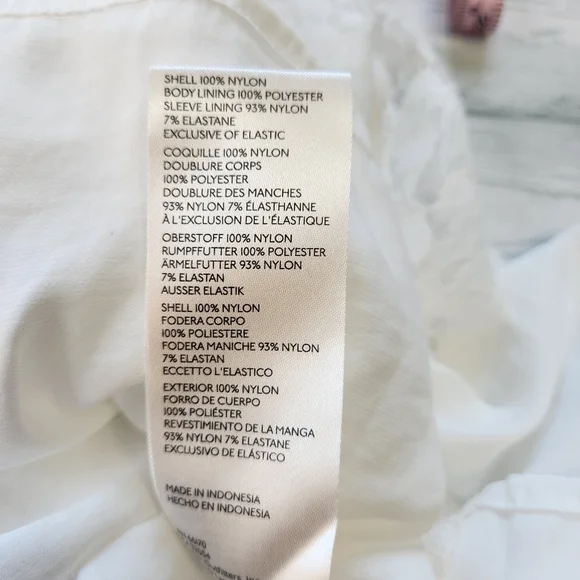 SHELL 100% NYLON
BODY LINING 100% POLYESTER
SLEEVE LINING 93% NYLON
7% ELASTANE
EXCLUSIVE OF ELASTIC
COQUILLE 100% NYLON
DOUBLURE CORPS
100% POLYESTER
DOUBLURE DES MANCHES
93% NYLON 7% ÉLASTHANNE
À L'EXCLUSION DE L'ÉLASTIQUE
OBERSTOFF 100% NYLON
RUMPFFUTTER 100% POLYESTER
ÄRMELFUTTER 93% NYLON
7% ELASTAN
AUSSER ELASTIK
SHELL 100% NYLON
FODERA CORPO
100% POLIESTERE
FODERA MANICHE 93% NYLON
7% ELASTAN
ECCETTO L'ELASTICO
EXTERIOR 100% NYLON
FORRO DE CUERPO
100% POLIÉSTER
REVESTIMIENTO DE LA MANGA
93% NYLON 7% ELASTANE
EXCLUSIVO DE ELÁSTICO
MADE IN INDONESIA
HECHO EN INDONESIA
66170
Outfitters,